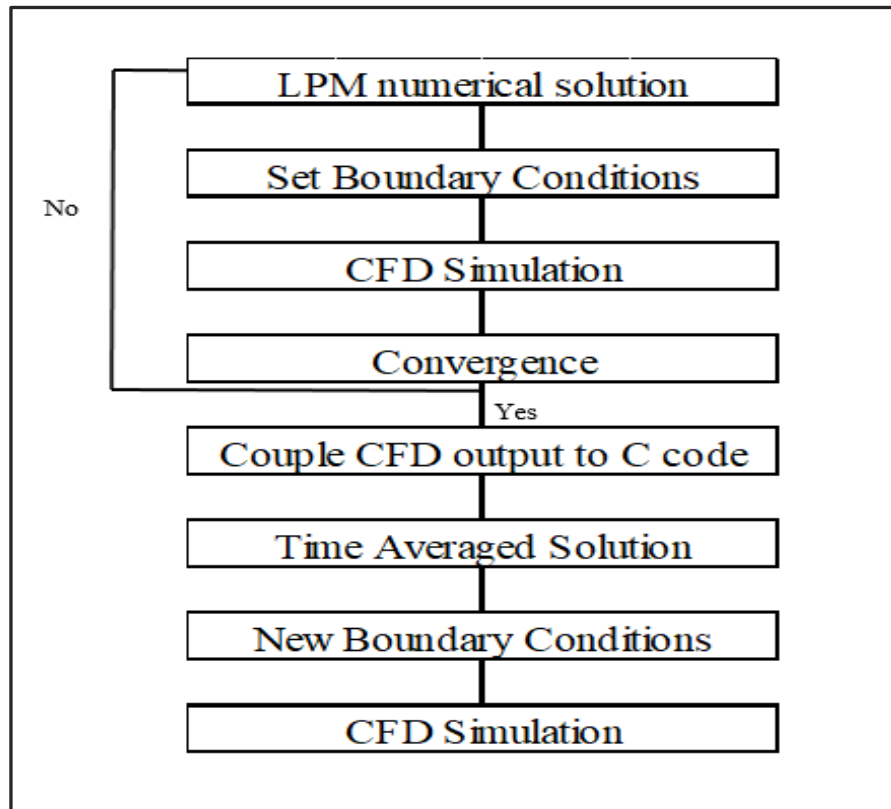 LPM numerical solution
Set Boundary Conditions
No
CFD Simulation
Convergence
Yes
Couple CFD output to C code
Time Averaged Solution
New Boundary Conditions
CFD Simulation